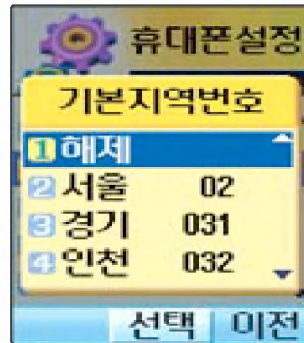 휴대폰설정
기본지역번호
1 해제
2 서울 02
3 경기 031
4 인천 032
선택 이전